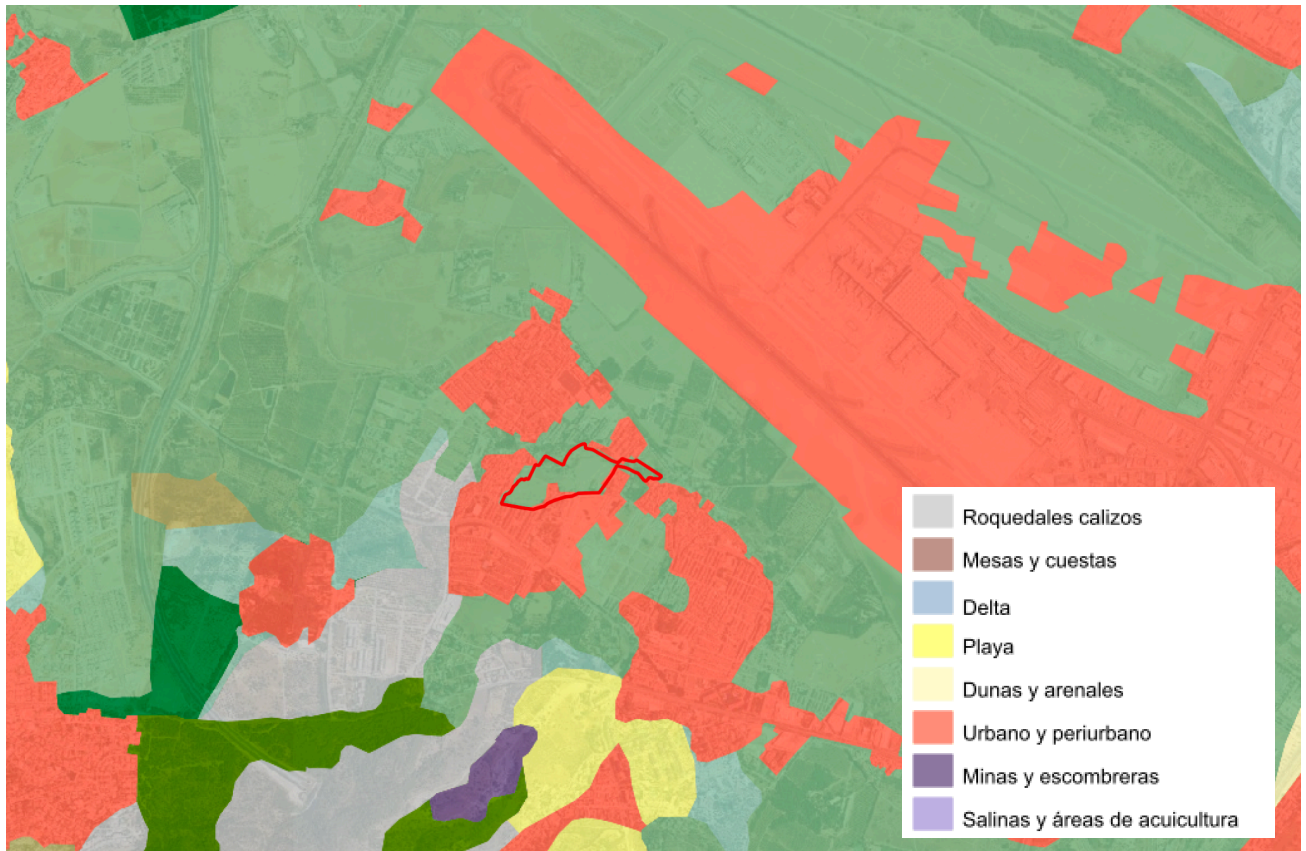 Roquedales calizos
Mesas y cuestas
Delta
Playa
Dunas y arenales
Urbano y periurbano
Minas y escombreras
Salinas y áreas de acuicultura